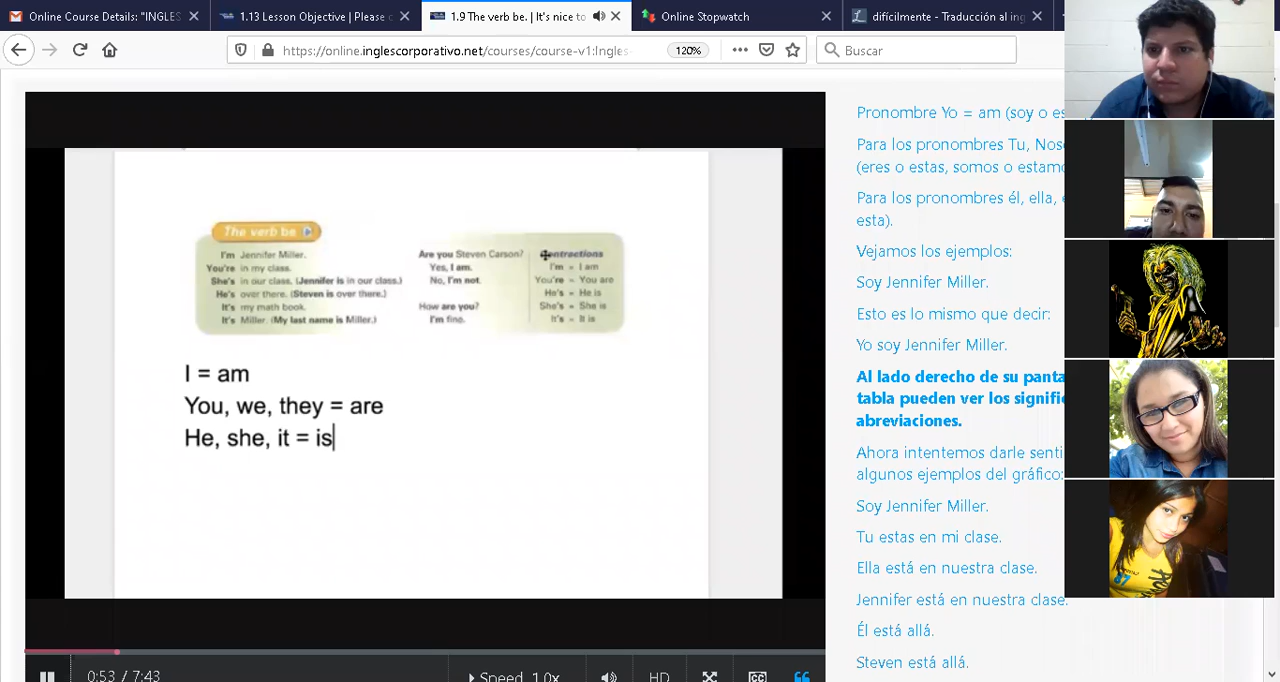 Online Course Details: "INGLES
1.13 Lesson Objective | Please c
1.9 The verb be. | It's nice to
Online Stopwatch
difícilmente - Traducción al ing
https://online.inglescorporativo.net/courses/course-v1:Ingles
120%
Buscar
The verb be
I'm Jennifer Miller.
You're in my class.
She's in our class. (Jennifer is in our class.)
He's over there. (Steven is over there.)
It's my math book.
It's Miller. (My last name is Miller.)
Are you Steven Carson?
Yes, I am.
No, I'm not.
How are you?
I'm fine.
I'm = I am
You're = You are
He's = He is
She's = She is
It's = It is
I = am
You, we, they = are
He, she, it = is
0:53 / 7:43
Speed 1.0x
HD
CC
Pronombre Yo = am (soy o es
Para los pronombres Tu, Nos
(eres o estas, somos o estamo
Para los pronombres él, ella, e
esta).
Vejamos los ejemplos:
Soy Jennifer Miller.
Esto es lo mismo que decir:
Yo soy Jennifer Miller.
Al lado derecho de su panta
tabla pueden ver los signifi
abreviaciones.
Ahora intentemos darle senti
algunos ejemplos del gráfico:
Soy Jennifer Miller.
Tu estas en mi clase.
Ella está en nuestra clase.
Jennifer está en nuestra clase.
Él está allá.
Steven está allá.